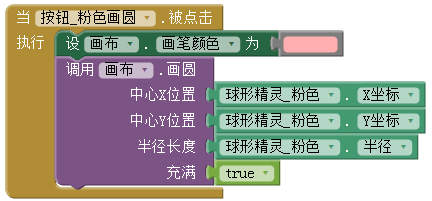 当 按钮_粉色画圆 . 被点击
执行 设 画布 . 画笔颜色 为
调用 画布 . 画圆
中心X位置 球形精灵_粉色 . X坐标
中心Y位置 球形精灵_粉色 . Y坐标
半径长度 球形精灵_粉色 . 半径
充满 true